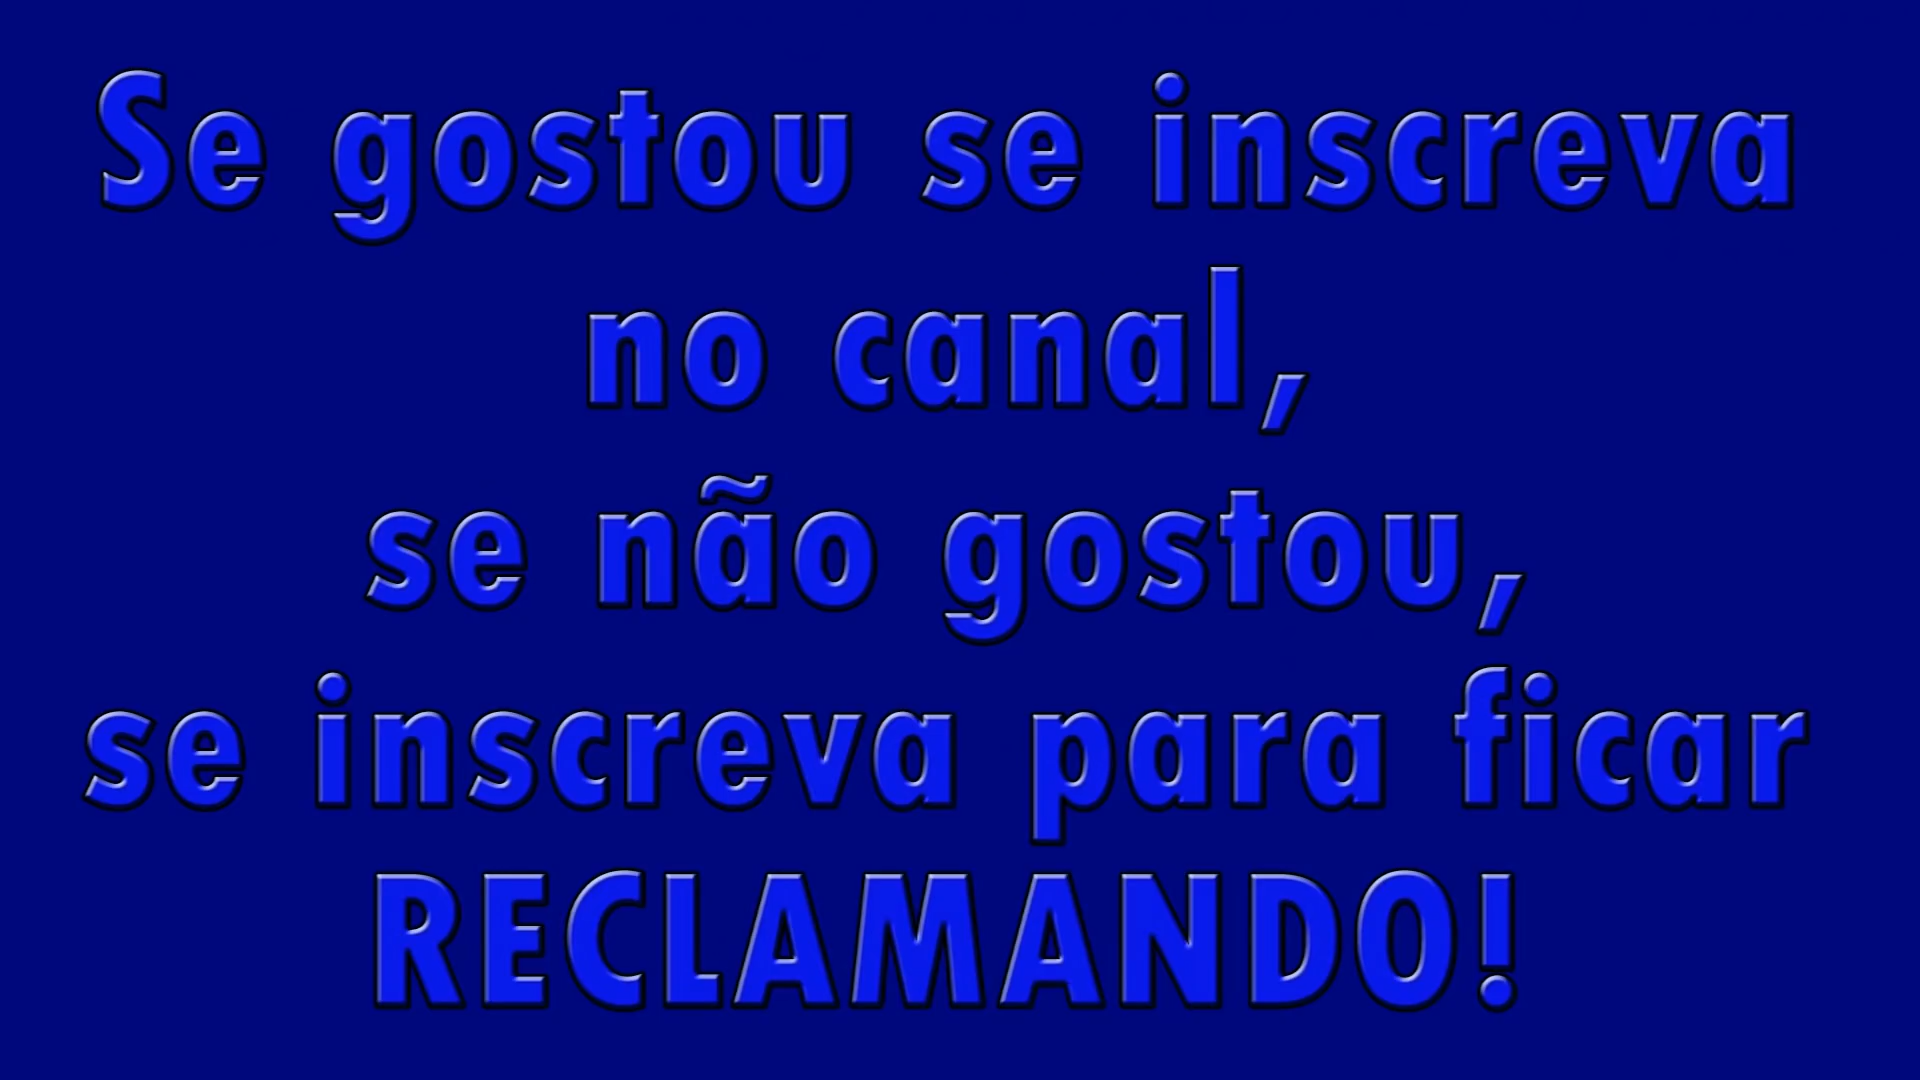 Se gostou se inscreva
no canal,
se não gostou,
se inscreva para ficar
RECLAMANDO!